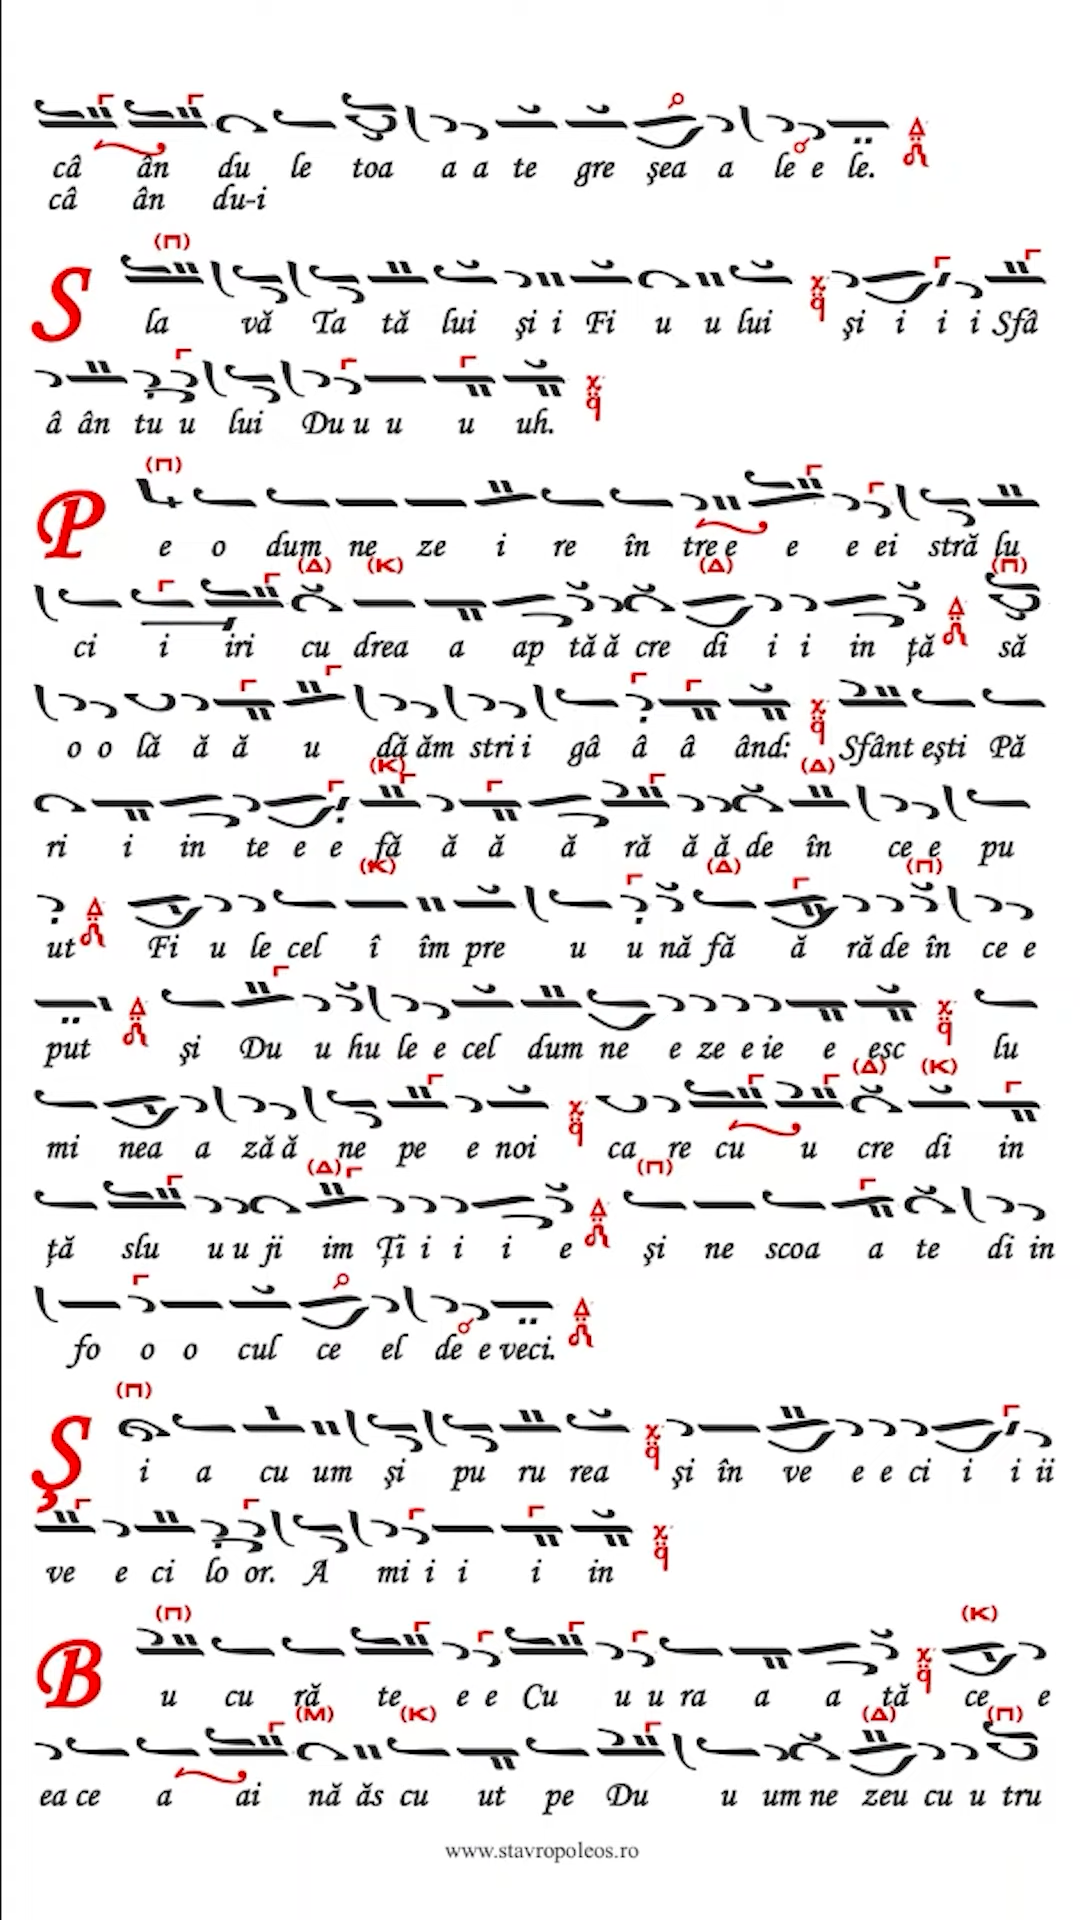 câ ân du le toa a a te gre şea a le e le.
câ ân du-i
(Π)
S la vă Ta tă lui şi i Fi u u lui şi i i i Sfâ
â ân tu u lui Du u u u uh.
(Π)
P e o dum ne ze i re în tre e e e ei stră lu
(Δ) (K) (Δ) (Π)
ci i iri cu drea a ap tă ă cre di i i in ţă să
o o lă ă ă u dă ăm stri i gâ â â ând: Sfânt eşti Pă
(K) (Δ)
ri i in te e e fă ă ă ă ră ă ă de în ce e pu
(K) (Δ) (Π)
ut Fi u le cel î îm pre u u nă fă ă ră de în ce e
put şi Du u hu le e cel dum ne e ze e ie e esc lu
(Δ) (K)
mi nea a ză ă ne pe e noi ca re cu u cre di in
(Δ) (Π)
ţă slu u u ji im Ţi i i i e şi ne scoa a te di in
fo o o cul ce el de e veci.
(Π)
Ş i a cu um şi pu ru rea şi în ve e e ci i i ii
ve e ci lo or. A mi i i i in
(Π) (K)
B u cu ră te e e Cu u u ra a a tă ce e
(M) (K) (Δ) (Π)
ea ce a ai nă ăs cu ut pe Du u um ne zeu cu u tru
www.stavropoleos.ro